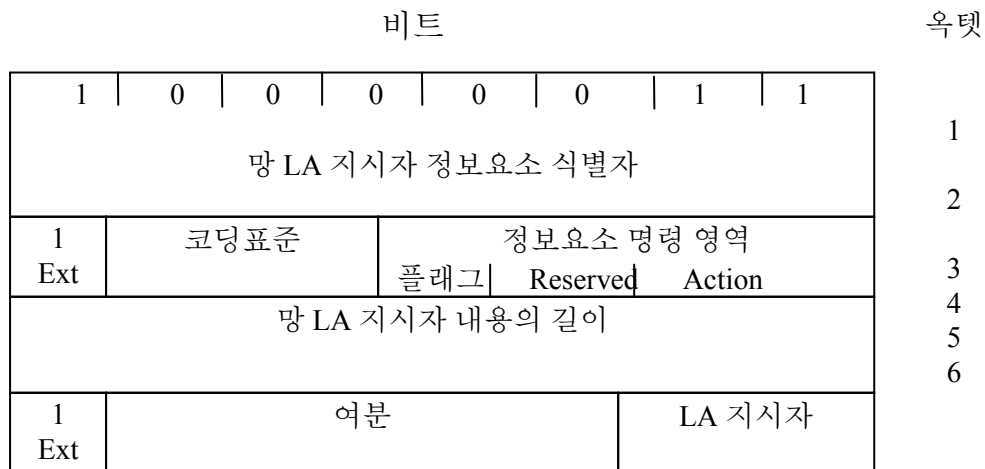 비트 옥텟
1 0 0 0 0 0 1 1
1
망 LA 지시자 정보요소 식별자
2
1 코딩표준 정보요소 명령 영역
Ext 플래그 Reserved Action 3
4
망 LA 지시자 내용의 길이
5
6
1 여분 LA 지시자
Ext